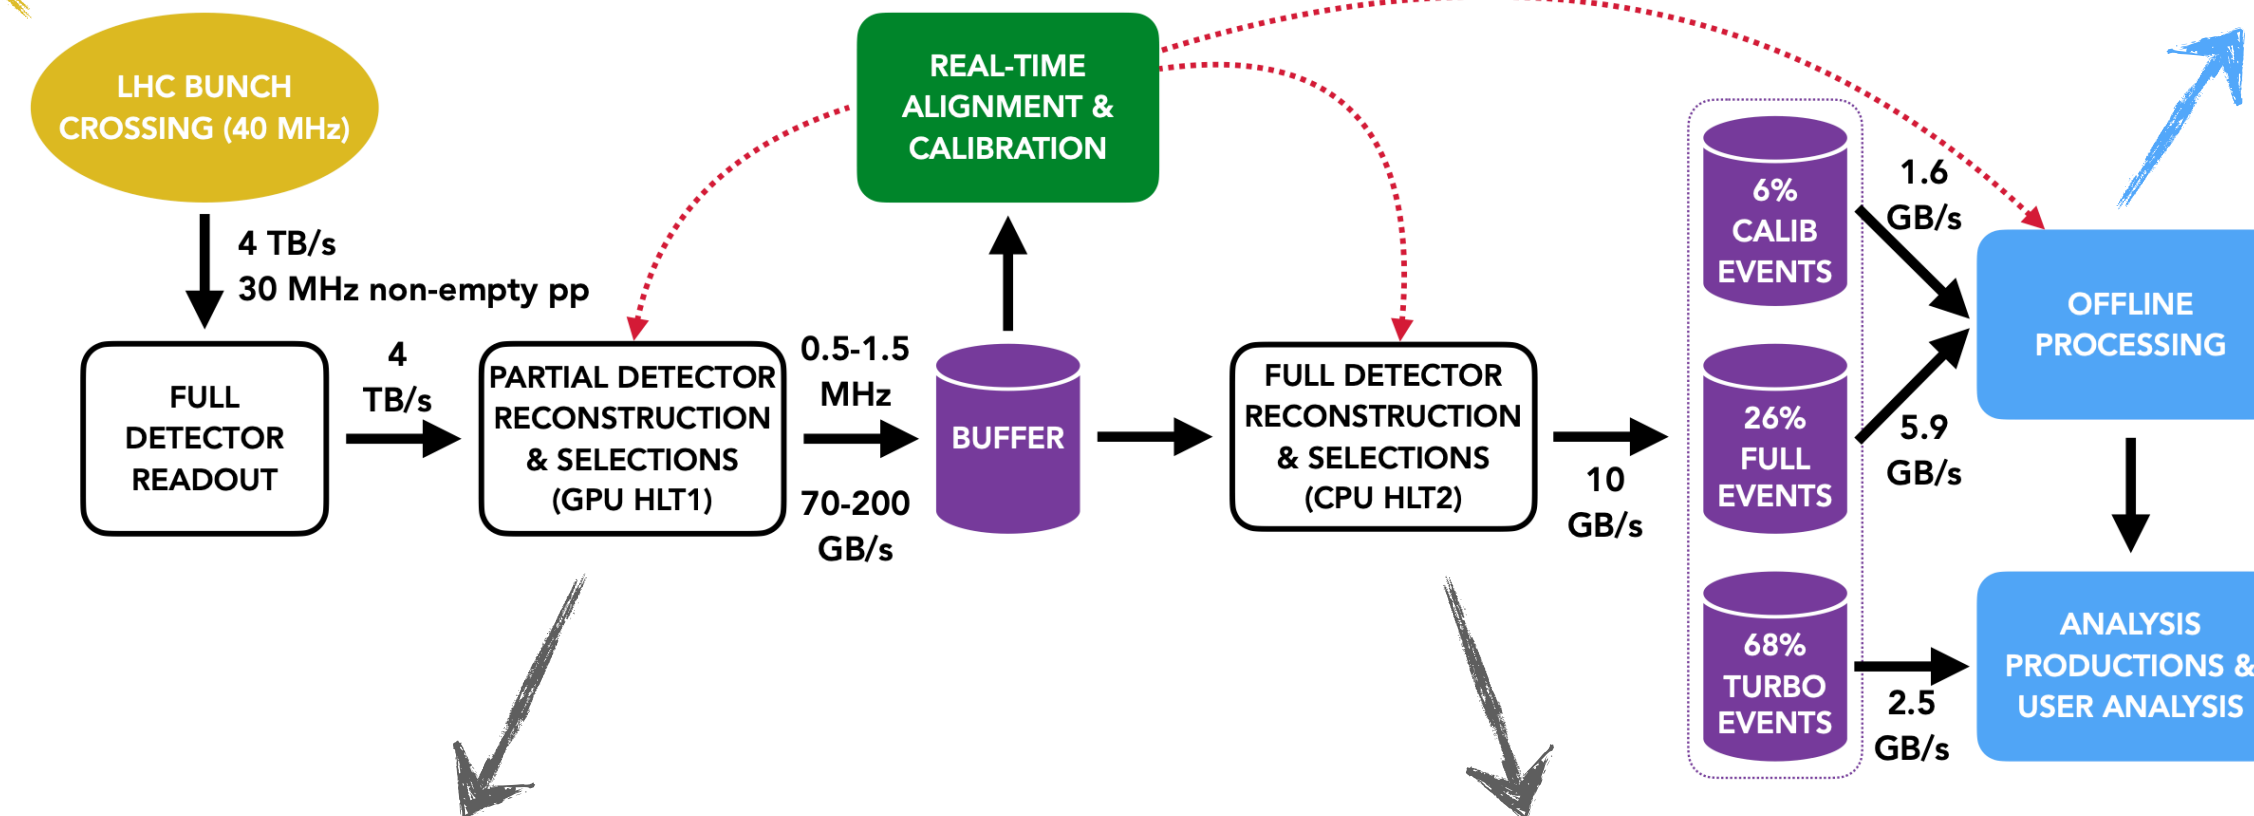 LHC BUNCH
CROSSING (40 MHz)
4 TB/s
30 MHz non-empty pp
FULL
DETECTOR
READOUT
4
TB/s
PARTIAL DETECTOR
RECONSTRUCTION
& SELECTIONS
(GPU HLT1)
0.5-1.5
MHz
70-200
GB/s
BUFFER
REAL-TIME
ALIGNMENT &
CALIBRATION
FULL DETECTOR
RECONSTRUCTION
& SELECTIONS
(CPU HLT2)
10
GB/s
6%
CALIB
EVENTS
1.6
GB/s
26%
FULL
EVENTS
5.9
GB/s
68%
TURBO
EVENTS
2.5
GB/s
OFFLINE
PROCESSING
ANALYSIS
PRODUCTIONS &
USER ANALYSIS